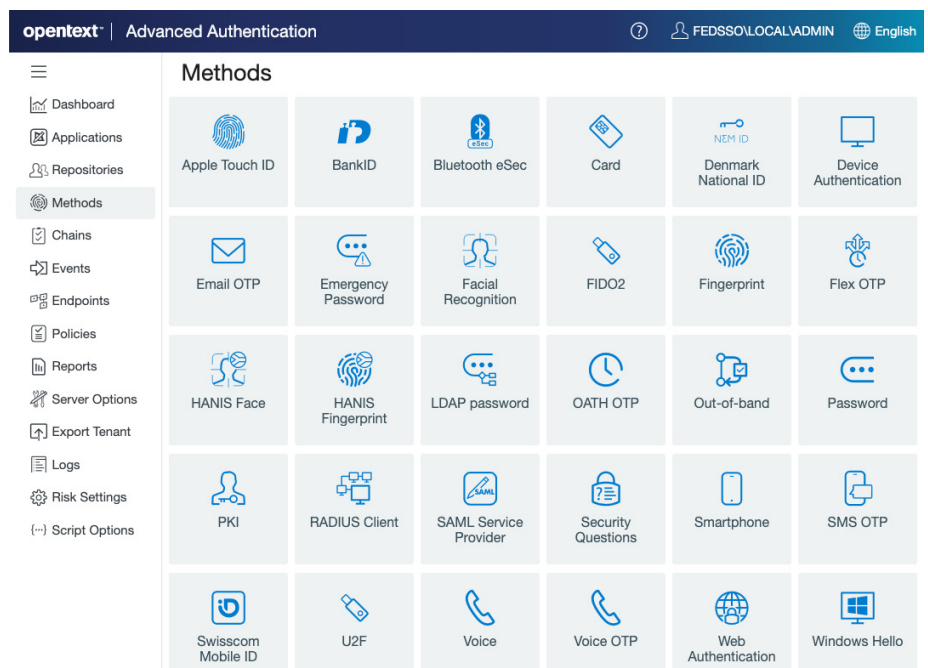 opentext™ | Advanced Authentication
FEDSSO\LOCAL\ADMIN
English
Methods
Dashboard
Applications
Repositories
Methods
Chains
Events
Endpoints
Policies
Reports
Server Options
Export Tenant
Logs
Risk Settings
{···} Script Options
Apple Touch ID
BankID
eSec
Bluetooth eSec
Card
NEM ID
Denmark
National ID
Device
Authentication
Email OTP
Emergency
Password
Facial
Recognition
FIDO2
Fingerprint
Flex OTP
HANIS Face
HANIS
Fingerprint
LDAP password
OATH OTP
Out-of-band
Password
PKI
RADIUS Client
SAML
SAML Service
Provider
Security
Questions
Smartphone
SMS OTP
Swisscom
Mobile ID
U2F
Voice
Voice OTP
Web
Authentication
Windows Hello